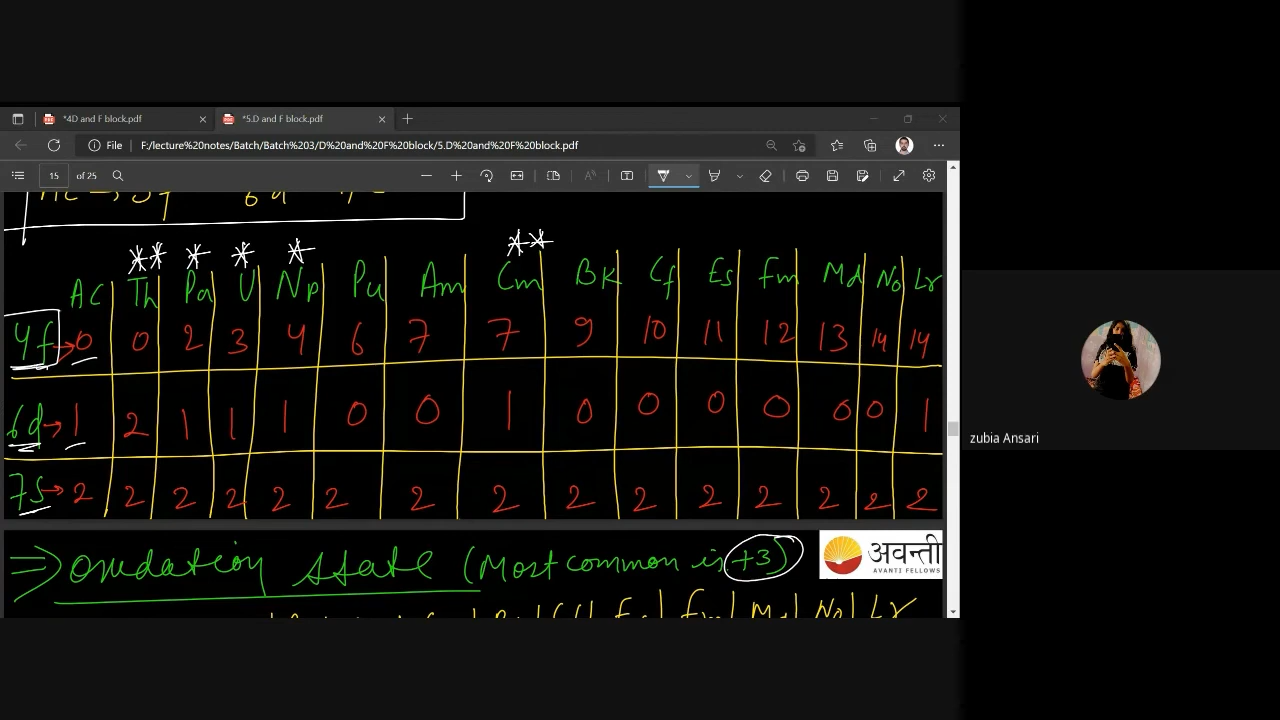 *4D and F block.pdf
*5.D and F block.pdf
File
F:/lecture%20notes/Batch/Batch%203/D%20and%20F%20block/5.D%20and%20F%20block.pdf
15 of 25
** * * * **
AC Th Pa U Np Pu Am Cm BK Cf Es Fm Md No Lr
4f → 0 0 2 3 4 6 7 7 9 10 11 12 13 14 14
6d → 1 2 1 1 1 0 0 1 0 0 0 0 0 0 1
7s → 2 2 2 2 2 2 2 2 2 2 2 2 2 2 2
⇒ Oxidation state (Most common is +3)
अवन्ती
AVANTI FELLOWS
Fm Md No Lr
zubia Ansari